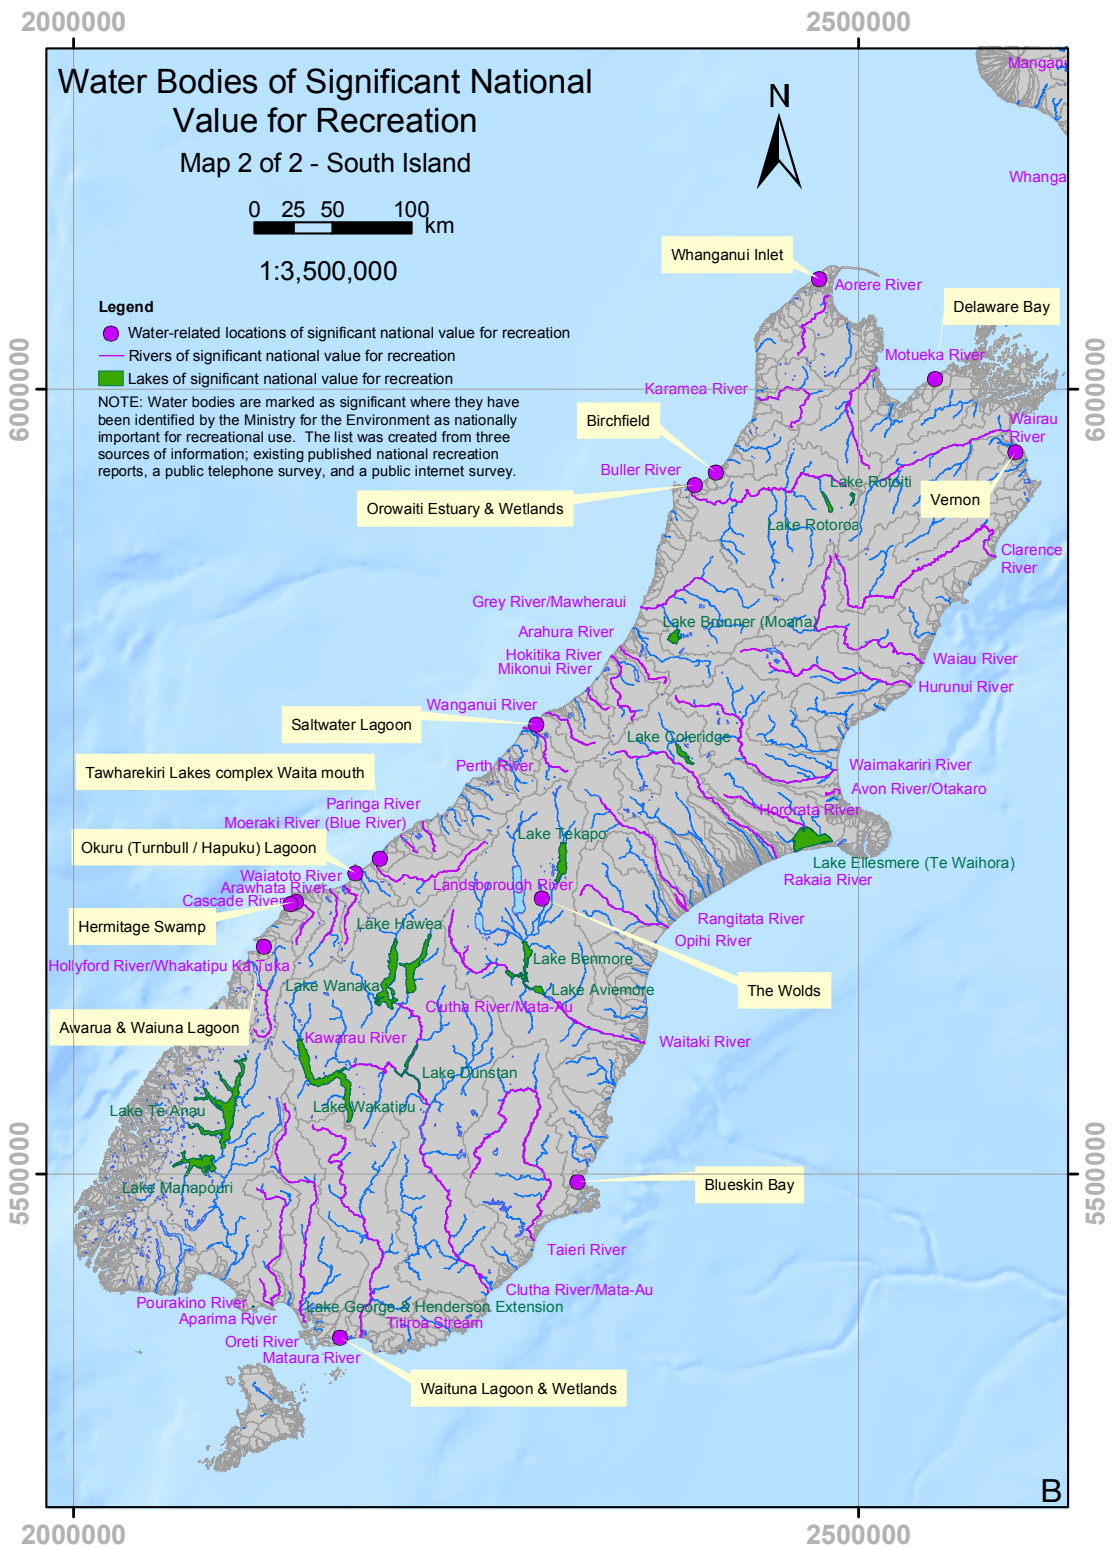 2000000
2500000
Water Bodies of Significant National
Value for Recreation
Map 2 of 2 - South Island
N
0 25 50 100
km
1:3,500,000
Legend
Water-related locations of significant national value for recreation
Rivers of significant national value for recreation
Lakes of significant national value for recreation
NOTE: Water bodies are marked as significant where they have
been identified by the Ministry for the Environment as nationally
important for recreational use. The list was created from three
sources of information; existing published national recreation
reports, a public telephone survey, and a public internet survey.
Whanga
Whanganui Inlet
Aorere River
Delaware Bay
Motueka River
6000000
6000000
Karamea River
Birchfield
Wairau
River
Buller River
Lake Rotoiti
Vernon
Orowaiti Estuary & Wetlands
Lake Rotoroa
Clarence
River
Grey River/Mawheraui
Lake Brunner (Moana)
Arahura River
Hokitika River
Mikonui River
Waiau River
Hurunui River
Wanganui River
Saltwater Lagoon
Lake Coleridge
Perth River
Waimakariri River
Tawharekiri Lakes complex Waita mouth
Avon River/Otakaro
Paringa River
Hororata River
Moeraki River (Blue River)
Lake Tekapo
Okuru (Turnbull / Hapuku) Lagoon
Lake Ellesmere (Te Waihora)
Waiatoto River
Rakaia River
Landsborough River
Arawhata River
Cascade River
Rangitata River
Hermitage Swamp
Lake Hawea
Opihi River
Lake Benmore
Hollyford River/Whakatipu Ka Tuka
Lake Wanaka
Lake Aviemore
The Wolds
Clutha River/Mata-Au
Awarua & Waiuna Lagoon
Kawarau River
Waitaki River
Lake Dunstan
Lake Te Anau
Lake Wakatipu
5500000
5500000
Lake Manapouri
Blueskin Bay
Taieri River
Clutha River/Mata-Au
Pourakino River
Lake George & Henderson Extension
Aparima River
Titiroa Stream
Oreti River
Mataura River
Waituna Lagoon & Wetlands
B
2000000
2500000